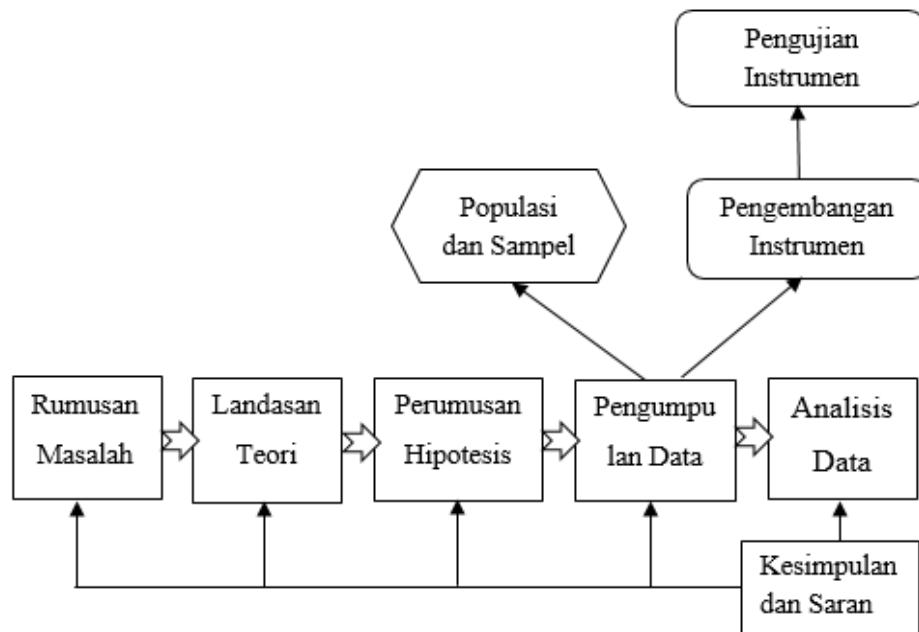 Pengujian
Instrumen
Populasi
dan Sampel
Pengembangan
Instrumen
Rumusan
Masalah
Landasan
Teori
Perumusan
Hipotesis
Pengumpu
lan Data
Analisis
Data
Kesimpulan
dan Saran